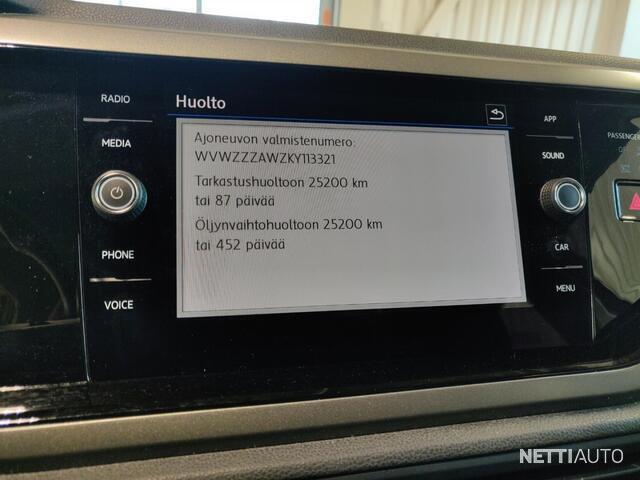 RADIO
MEDIA
PHONE
VOICE
Huolto
Ajoneuvon valmistenumero:
WVWZZZAWZKY113321
Tarkastushuoltoon 25200 km
tai 87 päivää
Öljynvaihtohuoltoon 25200 km
tai 452 päivää
APP
SOUND
CAR
MENU
PASSENGER
NETTIAUTO